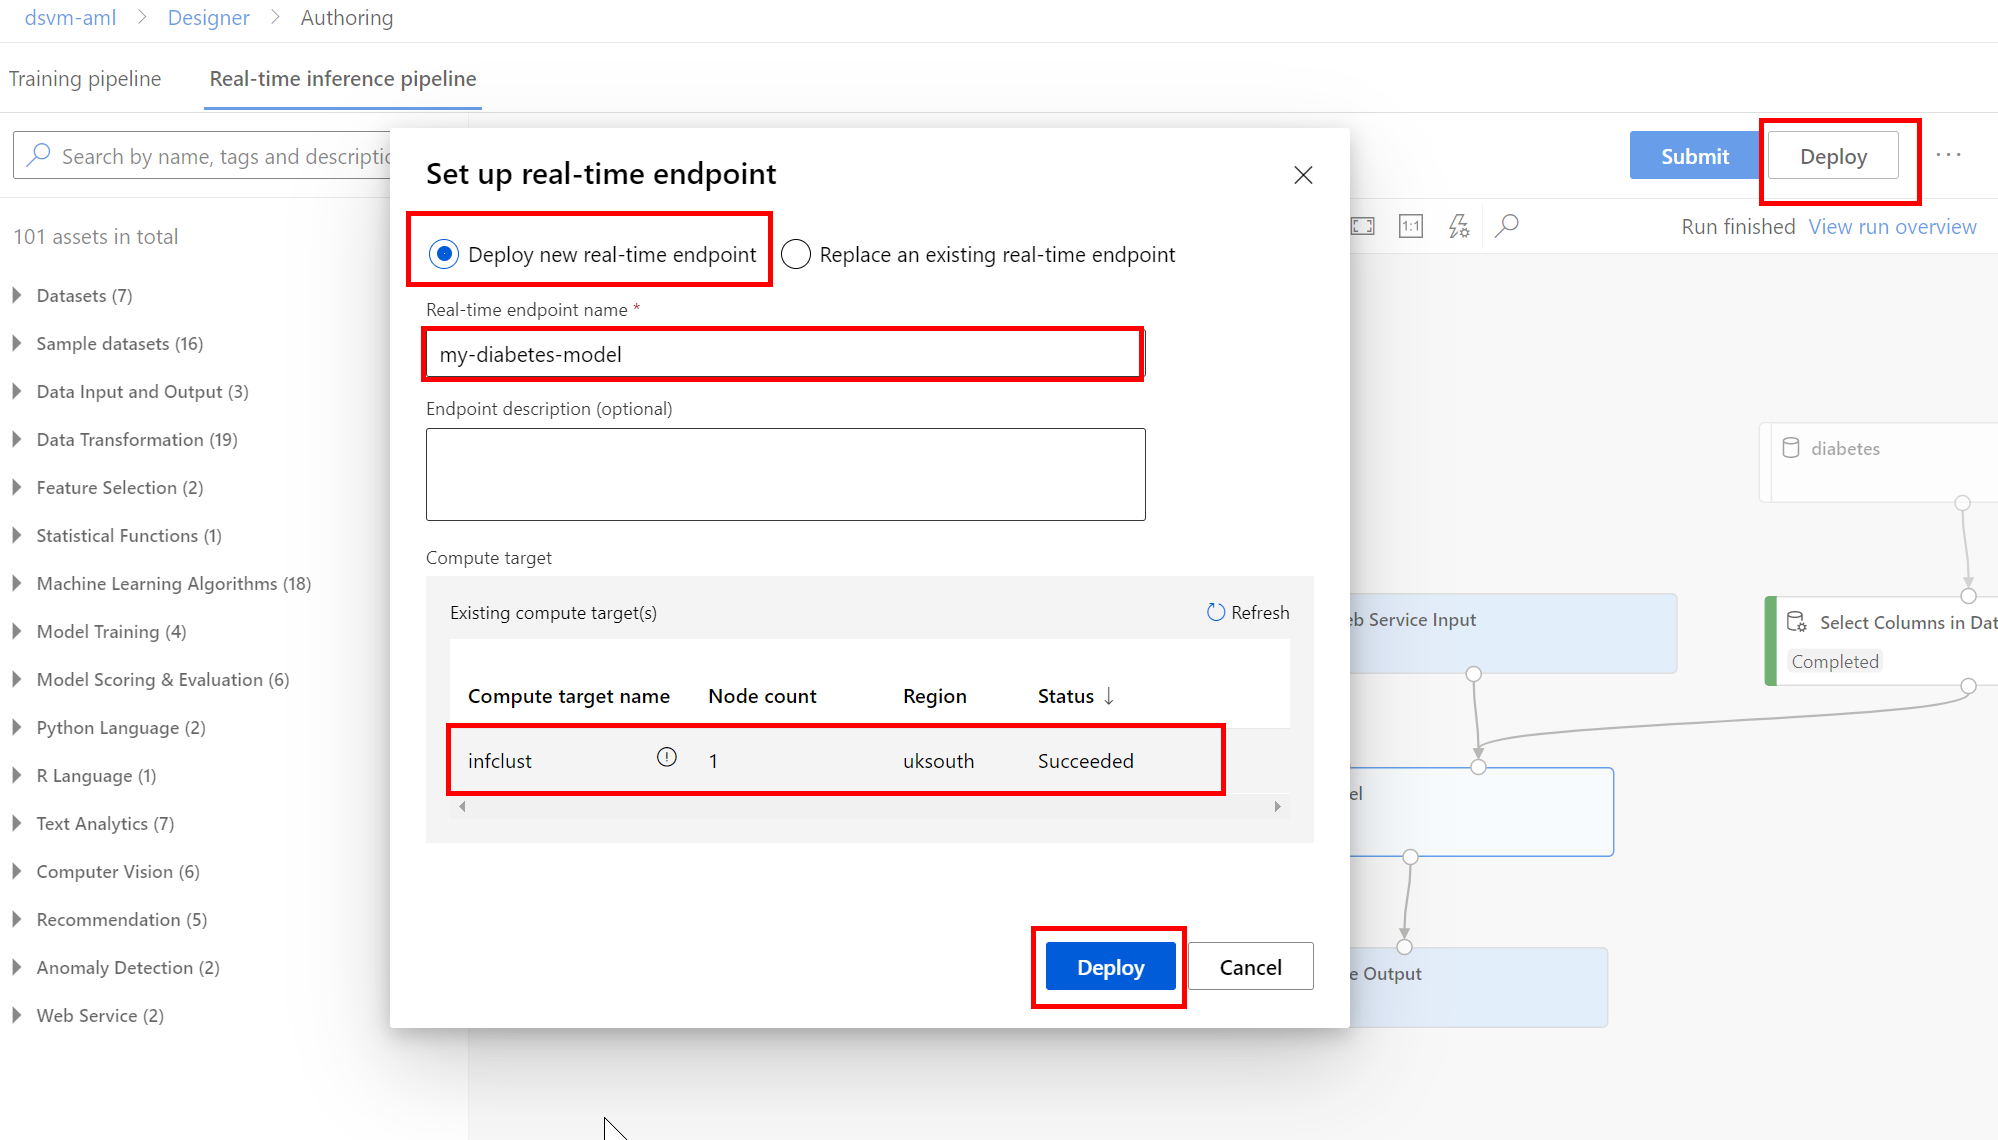 dsvm-aml > Designer > Authoring
Training pipeline
Real-time inference pipeline
Search by name, tags and descriptic
101 assets in total
Datasets (7)
Sample datasets (16)
Data Input and Output (3)
Data Transformation (19)
Feature Selection (2)
Statistical Functions (1)
Machine Learning Algorithms (18)
Model Training (4)
Model Scoring & Evaluation (6)
Python Language (2)
R Language (1)
Text Analytics (7)
Computer Vision (6)
Recommendation (5)
Anomaly Detection (2)
Web Service (2)
Set up real-time endpoint
Deploy new real-time endpoint
Replace an existing real-time endpoint
Real-time endpoint name *
my-diabetes-model
Endpoint description (optional)
Compute target
Existing compute target(s)
Refresh
Compute target name Node count Region Status ↓
infclust 1 uksouth Succeeded
Deploy
Cancel
Submit
Deploy
...
1:1
Run finished View run overview
diabetes
eb Service Input
Select Columns in Dat
Completed
el
e Output